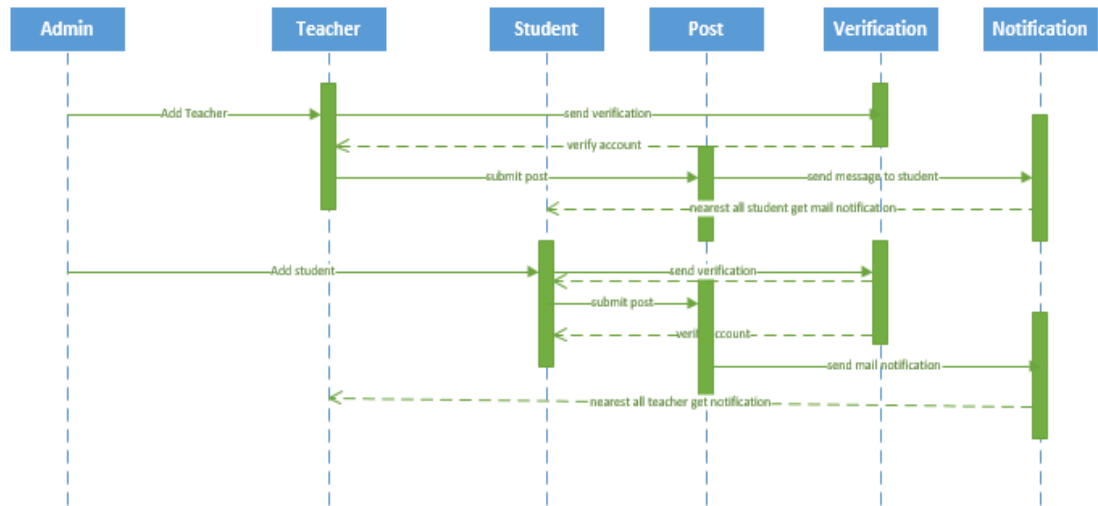 Admin
Teacher
Student
Post
Verification
Notification
Add Teacher
send verification
verify account
submit post
send message to student
nearest all student get mail notification
Add student
send verification
submit post
account
send mail notification
nearest all teacher get notification